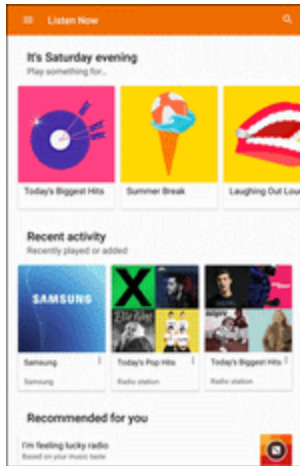 Listen Now
It's Saturday evening
Play something for...
Today's Biggest Hits
Summer Break
Laughing Out Lou
Recent activity
Recently played or added
SAMSUNG
X
Samsung
Today's Pop Hits
Today's Biggest Hits
Samsung
Radio station
Radio station
Recommended for you
I'm feeling lucky radio
Based on your music taste